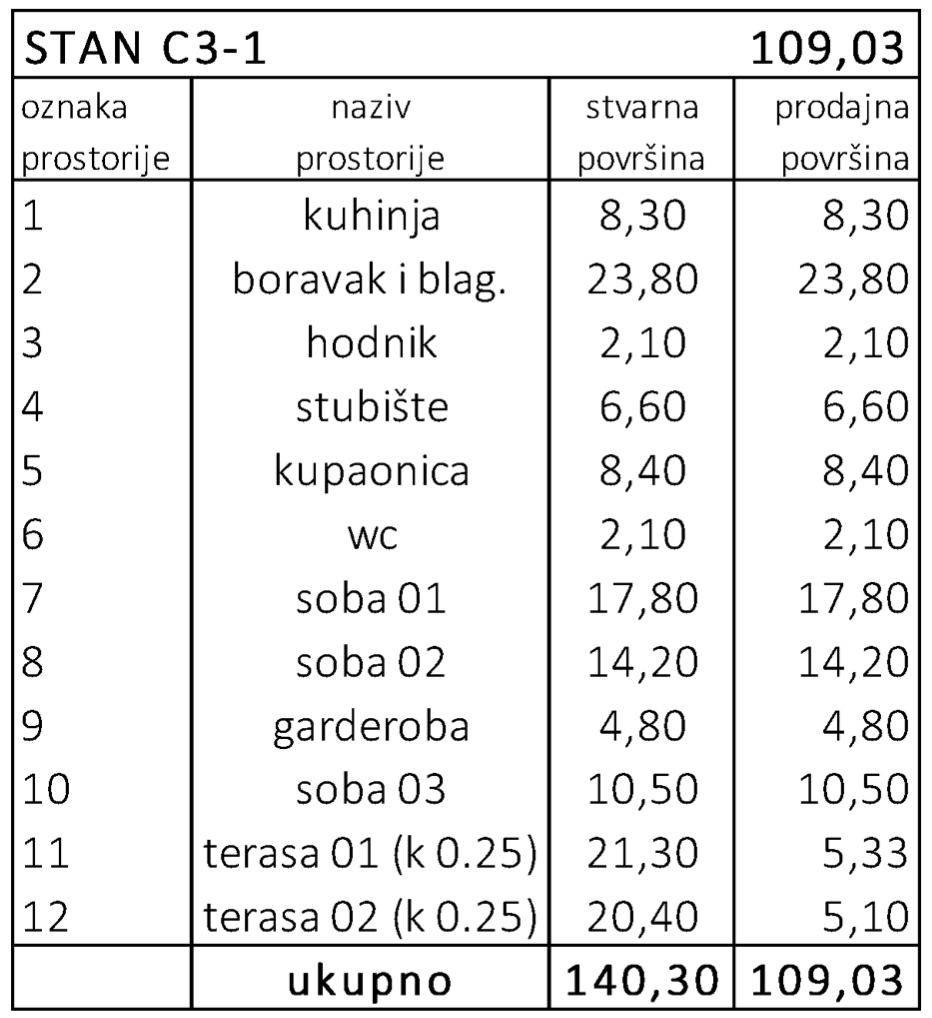 STAN C3-1 109,03
oznaka prostorije naziv prostorije stvarna površina prodajna površina
1 kuhinja 8,30 8,30
2 boravak i blag. 23,80 23,80
3 hodnik 2,10 2,10
4 stubište 6,60 6,60
5 kupaonica 8,40 8,40
6 wc 2,10 2,10
7 soba 01 17,80 17,80
8 soba 02 14,20 14,20
9 garderoba 4,80 4,80
10 soba 03 10,50 10,50
11 terasa 01 (k 0.25) 21,30 5,33
12 terasa 02 (k 0.25) 20,40 5,10
ukupno 140,30 109,03